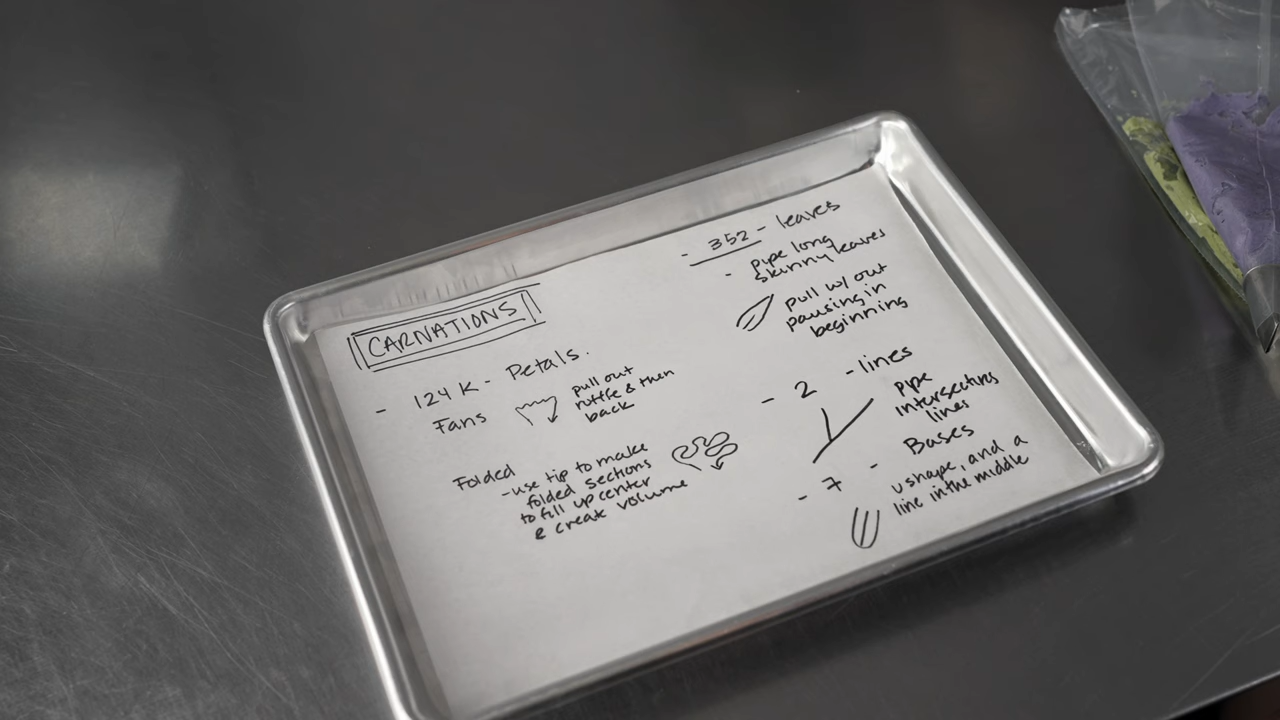 CARNATIONS
- 124 K - Petals.
Fans
pull out
ruffle & then
back
Folded
- use tip to make
folded sections
to fill up center
& create volume
- 352 - leaves
- pipe long
skinny leaves
pull w/ out
pausing in
beginning
- 2 - lines
pipe
intersecting
lines
- 7 - Bases
u shape, and a
line in the middle